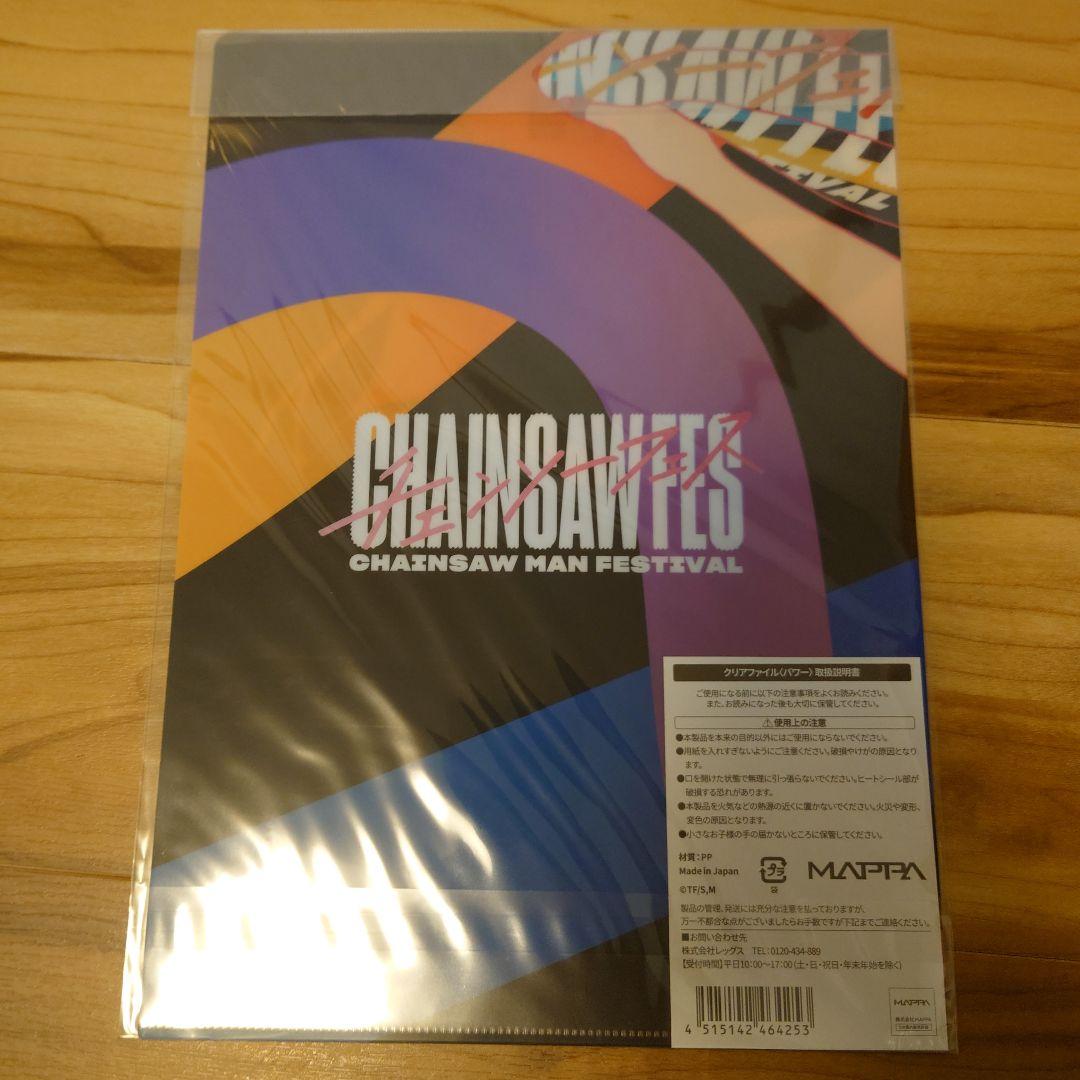 INSAWFE
FESTIVAL
CHAINSAWFES
チェンソーフェス
CHAINSAW MAN FESTIVAL
クリアファイル〈パワー〉取扱説明書
ご使用になる前に以下の注意事項をよくお読みください。
また、お読みになった後も大切に保管してください。
⚠使用上の注意
●本製品を本来の目的以外にはご使用にならないでください。
●用紙を入れすぎないようにご注意ください。破損やけがの原因となり
ます。
●口を開けた状態で無理に引っ張らないでください。ヒートシール部が
破損する恐れがあります。
●本製品を火気などの熱源の近くに置かないでください。火災や変形、
変色の原因となります。
●小さなお子様の手の届かないところに保管してください。
材質：PP
Made in Japan
©TF/S,M
プラ
袋
MAPPA
製品の管理、発送には充分な注意を払っておりますが、
万一不都合な点がございましたらお手数ですが下記までご連絡ください。
■お問い合わせ先
株式会社レッグス TEL：0120-434-889
【受付時間】平日10：00～17：00（土・日・祝日・年末年始を除く）
4 515142 464253
MAPPA
株式会社MAPPA